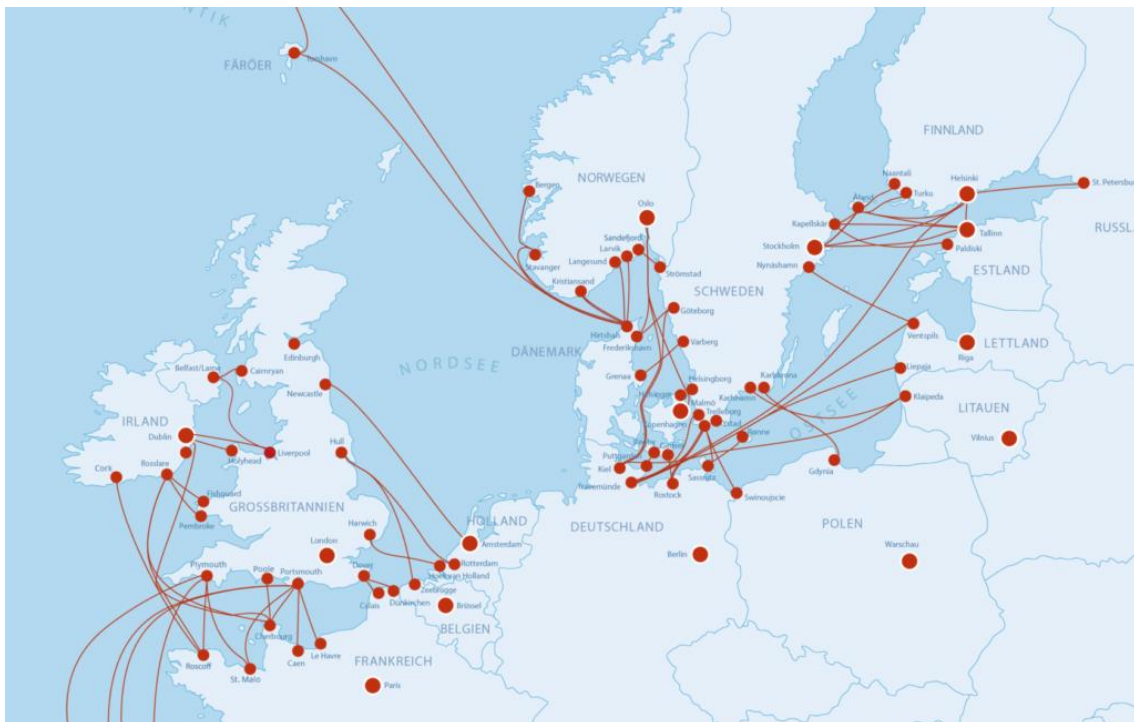 NTIK
FÄRÖER
Torshavn
FINNLAND
Naantali
Helsinki
Turku
St. Petersbur
Åland
NORWEGEN
Bergen
Oslo
Kapellskär
Tallinn
RUSSL
Stockholm
Paldiski
Sandefjord
Larvik
Langesund
Stavanger
Strömstad
Nynäshamn
ESTLAND
Kristiansand
SCHWEDEN
Göteborg
Hirtshals
Frederikshavn
Ventspils
Riga
LETTLAND
Edinburgh
NORDSEE
DÄNEMARK
Varberg
Liepaja
Belfast/Larne
Cairnryan
Grenaa
Helsingborg
Karlskrona
Newcastle
Karlshamn
Klaipeda
OSTSEE
LITAUEN
Malmö
Trelleborg
Copenhagen
IRLAND
Dublin
Hull
Vilnius
Holyhead
Liverpool
Puttgarden
Cork
Rosslare
Kiel
Sassnitz
Gdynia
Travemünde
Rostock
Swinoujscie
Fishguard
GROSSBRITANNIEN
Pembroke
Harwich
HOLLAND
DEUTSCHLAND
POLEN
London
Amsterdam
Berlin
Warschau
Rotterdam
Plymouth
Poole
Portsmouth
Dover
Hoek van Holland
Zeebrügge
Calais
Dünkirchen
Brüssel
BELGIEN
Cherbourg
Roscoff
St. Malo
Caen
Le Havre
FRANKREICH
Paris